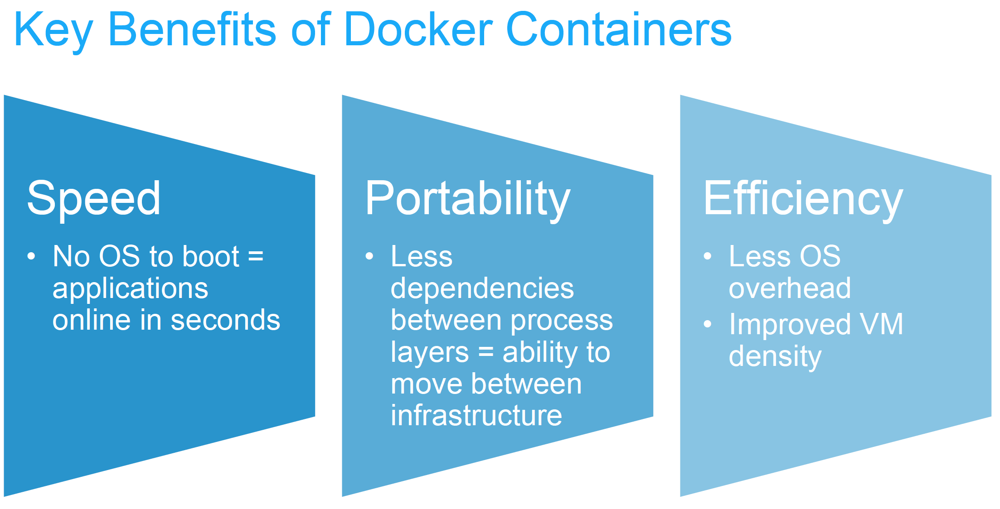 Key Benefits of Docker Containers
Speed
• No OS to boot =
applications
online in seconds
Portability
• Less
dependencies
between process
layers = ability to
move between
infrastructure
Efficiency
• Less OS
overhead
• Improved VM
density